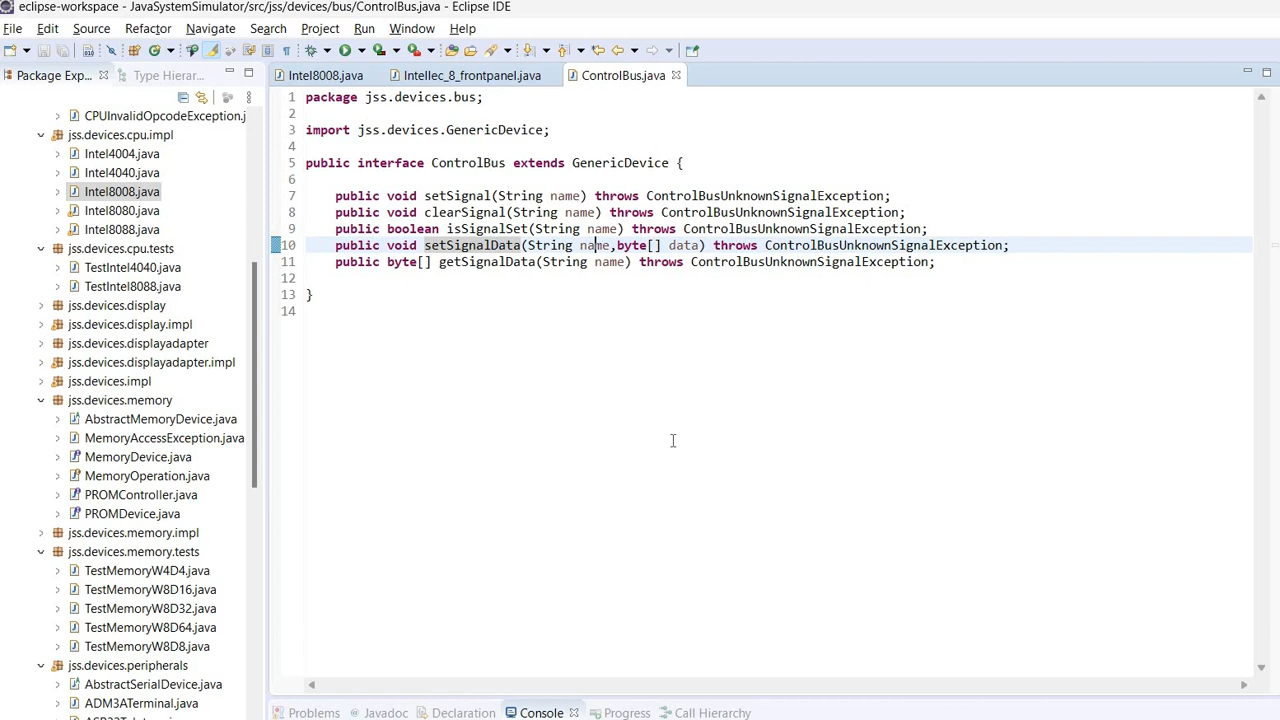 eclipse-workspace - JavaSystemSimulator/src/jss/devices/bus/ControlBus.java - Eclipse IDE
File Edit Source Refactor Navigate Search Project Run Window Help
Package Exp... Type Hierar...
CPUInvalidOpcodeException.j
jss.devices.cpu.impl
Intel4004.java
Intel4040.java
Intel8008.java
Intel8080.java
Intel8088.java
jss.devices.cpu.tests
TestIntel4040.java
TestIntel8088.java
jss.devices.display
jss.devices.display.impl
jss.devices.displayadapter
jss.devices.displayadapter.impl
jss.devices.impl
jss.devices.memory
AbstractMemoryDevice.java
MemoryAccessException.java
MemoryDevice.java
MemoryOperation.java
PROMController.java
PROMDevice.java
jss.devices.memory.impl
jss.devices.memory.tests
TestMemoryW4D4.java
TestMemoryW8D16.java
TestMemoryW8D32.java
TestMemoryW8D64.java
TestMemoryW8D8.java
jss.devices.peripherals
AbstractSerialDevice.java
ADM3ATerminal.java
Intel8008.java Intellec_8_frontpanel.java ControlBus.java
1 package jss.devices.bus;
2
3 import jss.devices.GenericDevice;
4
5 public interface ControlBus extends GenericDevice {
6
7 public void setSignal(String name) throws ControlBusUnknownSignalException;
8 public void clearSignal(String name) throws ControlBusUnknownSignalException;
9 public boolean isSignalSet(String name) throws ControlBusUnknownSignalException;
10 public void setSignalData(String name,byte[] data) throws ControlBusUnknownSignalException;
11 public byte[] getSignalData(String name) throws ControlBusUnknownSignalException;
12
13 }
14
Problems Javadoc Declaration Console Progress Call Hierarchy